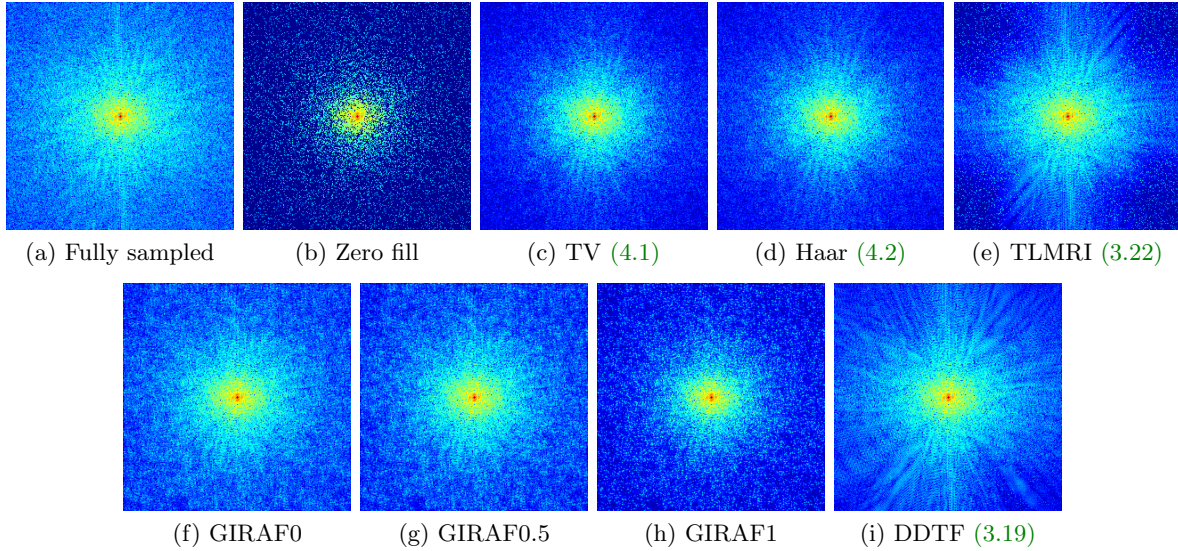 (a) Fully sampled
(b) Zero fill
(c) TV (4.1)
(d) Haar (4.2)
(e) TLMRI (3.22)
(f) GIRAF0
(g) GIRAF0.5
(h) GIRAF1
(i) DDTF (3.19)